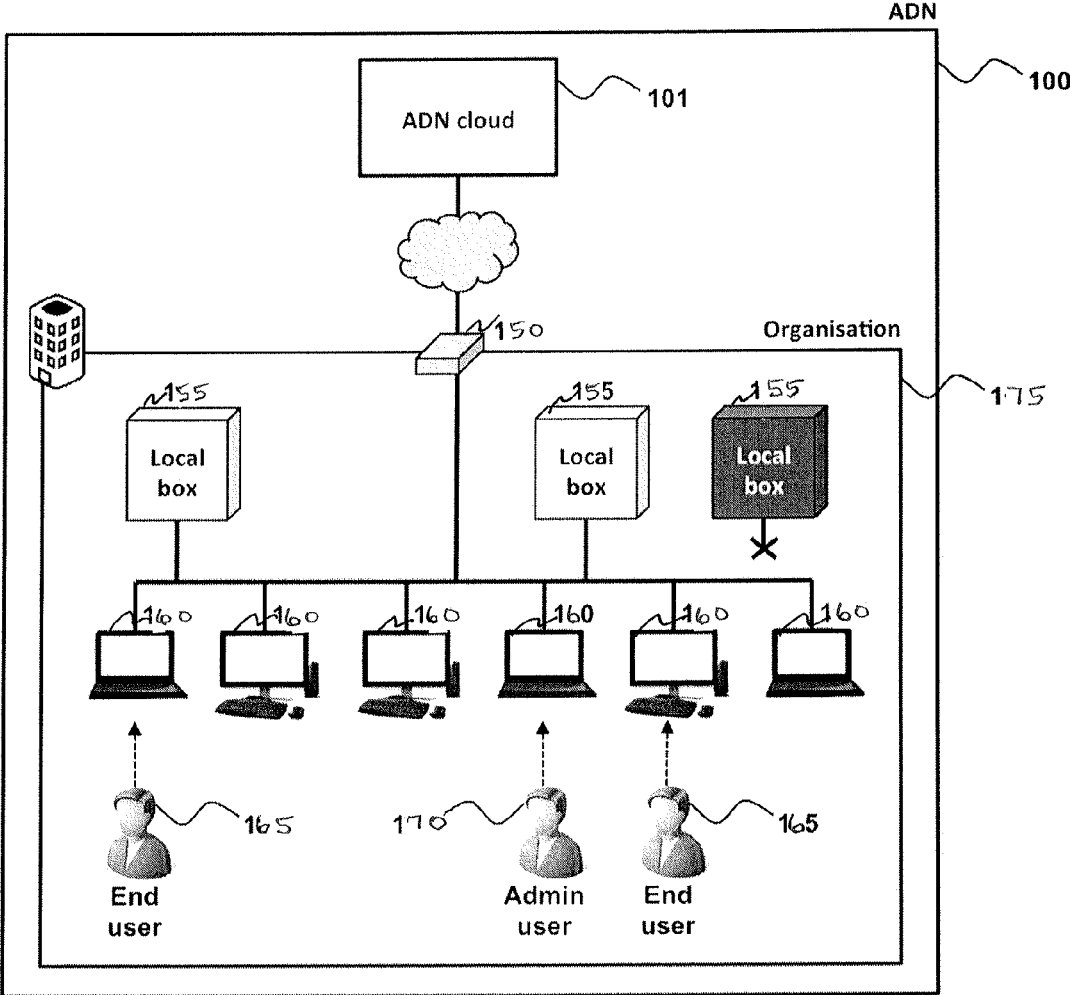 ADN
100
101
ADN cloud
150
Organisation
175
155
155
155
Local
box
Local
box
Local
box
160
160
160
160
160
160
165
170
165
End
user
Admin
user
End
user